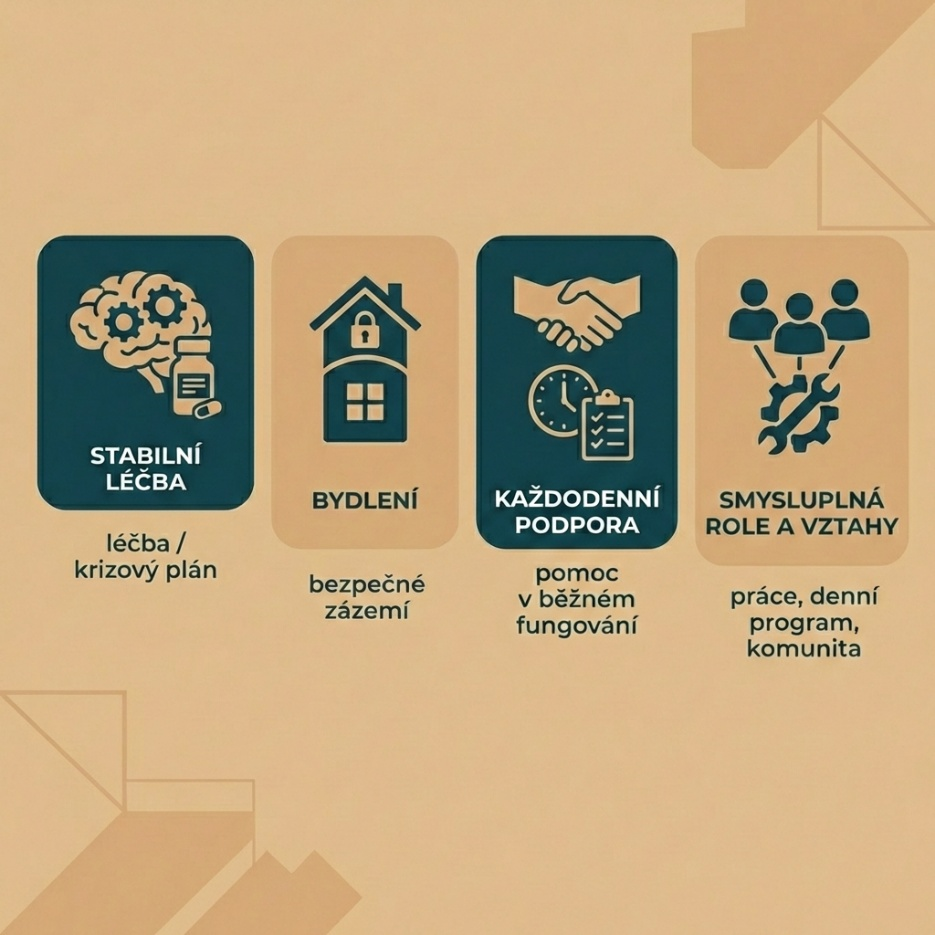 STABILNÍ
LÉČBA
léčba /
krizový plán
BYDLENÍ
bezpečné
zázemí
KAŽDODENNÍ
PODPORA
pomoc
v běžném
fungování
SMYSLUPLNÁ
ROLE A VZTAHY
práce, denní
program,
komunita